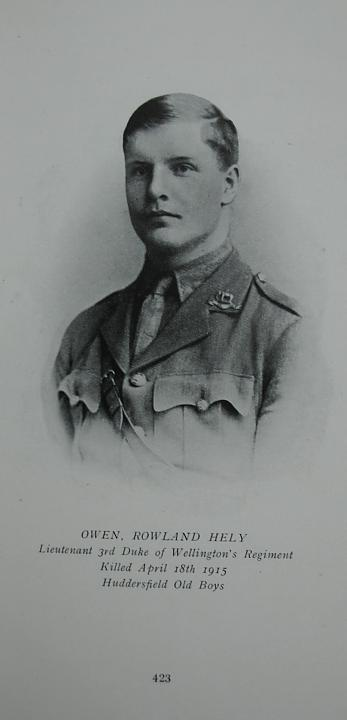 OWEN, ROWLAND HELY
Lieutenant 3rd Duke of Wellington's Regiment
Killed April 18th 1915
Huddersfield Old Boys
423